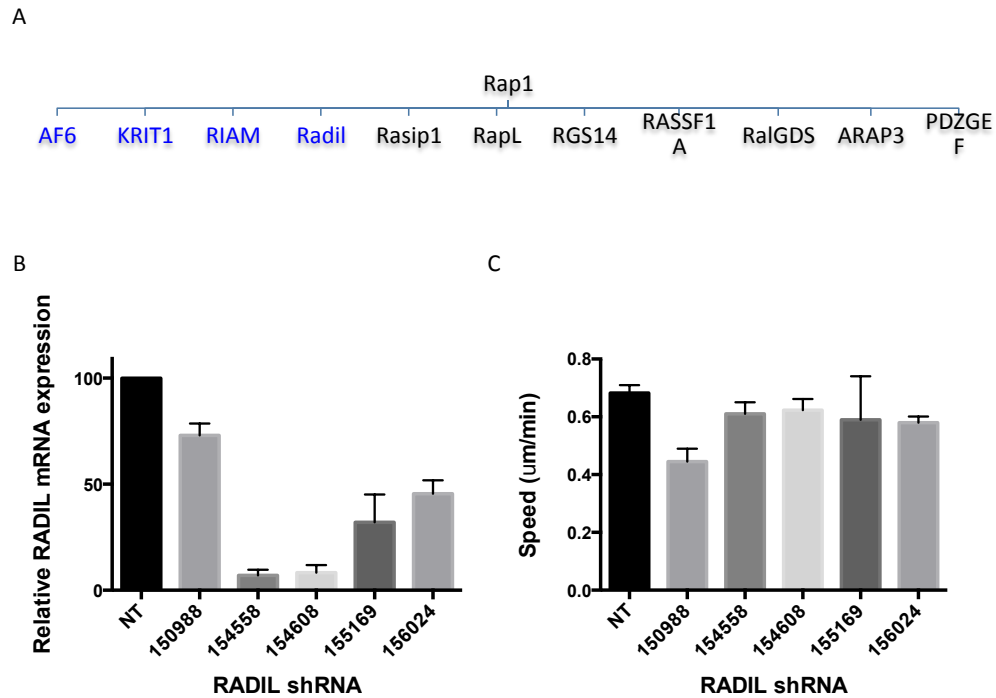 A
Rap1
AF6 KRIT1 RIAM Radil Rasip1 RapL RGS14 RASSF1 RalGDS ARAP3 PDZGE
A F
B
Relative RADIL mRNA expression
100
50
0
NT 150988 154558 154608 155169 156024
RADIL shRNA
C
Speed (um/min)
0.8
0.6
0.4
0.2
0.0
NT 150988 154558 154608 155169 156024
RADIL shRNA